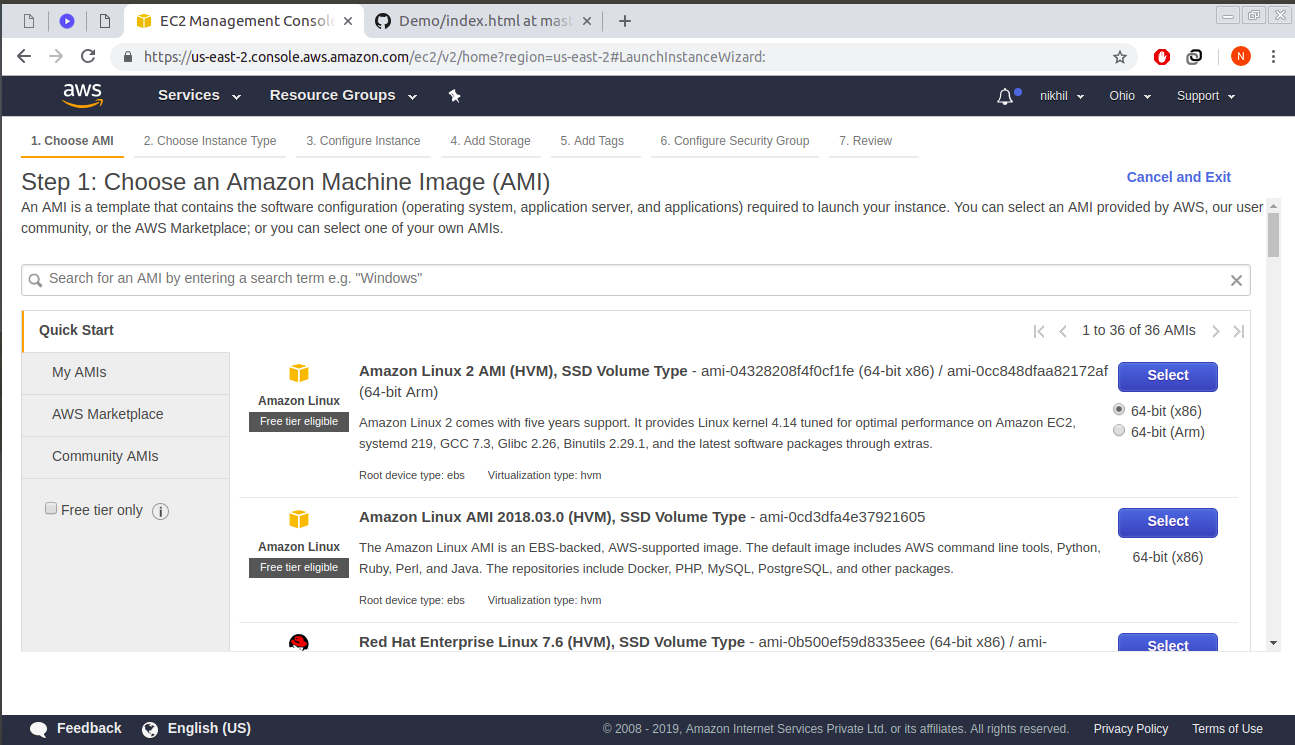 EC2 Management Console
Demo/index.html at mast
https://us-east-2.console.aws.amazon.com/ec2/v2/home?region=us-east-2#LaunchInstanceWizard:
N
aws Services Resource Groups nikhil Ohio Support
1. Choose AMI 2. Choose Instance Type 3. Configure Instance 4. Add Storage 5. Add Tags 6. Configure Security Group 7. Review
Step 1: Choose an Amazon Machine Image (AMI) Cancel and Exit
An AMI is a template that contains the software configuration (operating system, application server, and applications) required to launch your instance. You can select an AMI provided by AWS, our user
community, or the AWS Marketplace; or you can select one of your own AMIs.
Search for an AMI by entering a search term e.g. "Windows"
Quick Start 1 to 36 of 36 AMIs
My AMIs
AWS Marketplace
Community AMIs
Free tier only
Amazon Linux
Free tier eligible
Amazon Linux 2 AMI (HVM), SSD Volume Type - ami-04328208f4f0cf1fe (64-bit x86) / ami-0cc848dfaa82172af
(64-bit Arm)
Amazon Linux 2 comes with five years support. It provides Linux kernel 4.14 tuned for optimal performance on Amazon EC2,
systemd 219, GCC 7.3, Glibc 2.26, Binutils 2.29.1, and the latest software packages through extras.
Root device type: ebs Virtualization type: hvm
Select
64-bit (x86)
64-bit (Arm)
Amazon Linux
Free tier eligible
Amazon Linux AMI 2018.03.0 (HVM), SSD Volume Type - ami-0cd3dfa4e37921605
The Amazon Linux AMI is an EBS-backed, AWS-supported image. The default image includes AWS command line tools, Python,
Ruby, Perl, and Java. The repositories include Docker, PHP, MySQL, PostgreSQL, and other packages.
Root device type: ebs Virtualization type: hvm
Select
64-bit (x86)
Red Hat Enterprise Linux 7.6 (HVM), SSD Volume Type - ami-0b500ef59d8335eee (64-bit x86) / ami-
Select
Feedback English (US) © 2008 - 2019, Amazon Internet Services Private Ltd. or its affiliates. All rights reserved. Privacy Policy Terms of Use